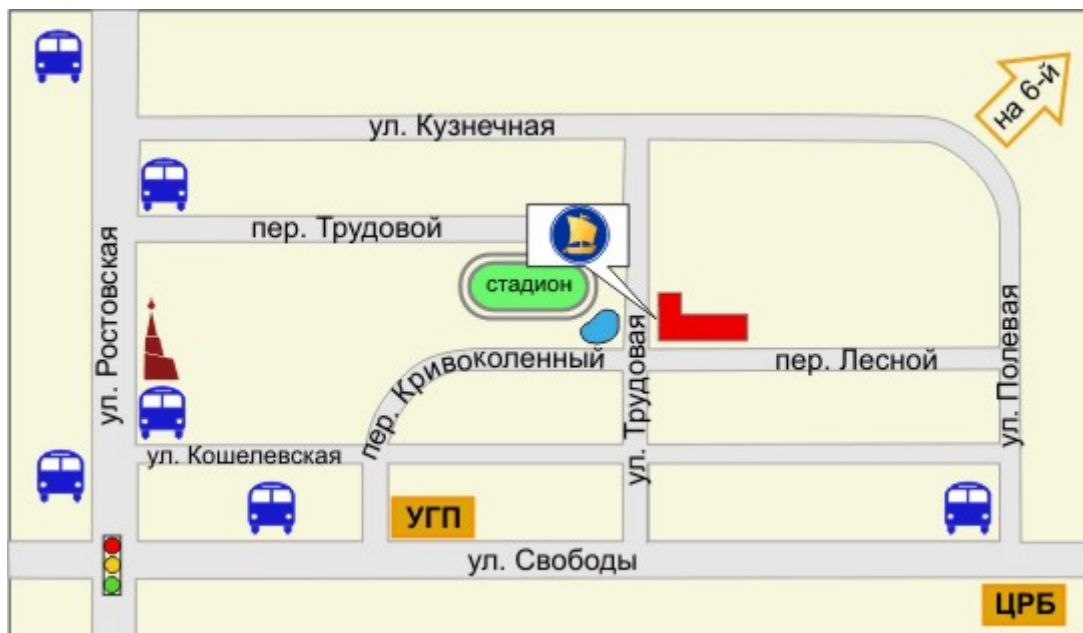 на 6-й
ул. Кузнечная
пер. Трудовой
стадион
ул. Ростовская
пер. Кривоколенный
ул. Трудовая
пер. Лесной
ул. Полевая
ул. Кошелевская
УГП
ул. Свободы
ЦРБ